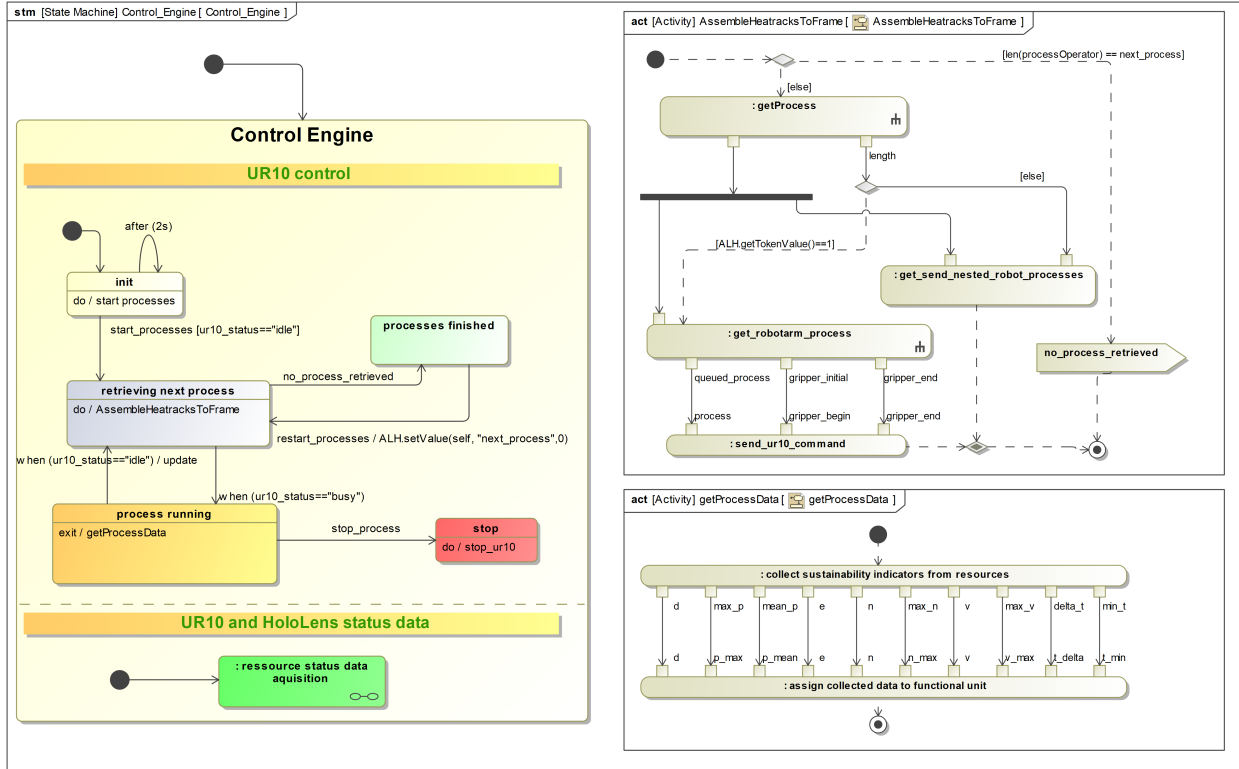 stm [State Machine] Control_Engine [ Control_Engine ]
Control Engine
UR10 control
after (2s)
init
do / start processes
start_processes [ur10_status=="idle"]
processes finished
no_process_retrieved
retrieving next process
do / AssembleHeatracksToFrame
restart_processes / ALH.setValue(self, "next_process",0)
when (ur10_status=="idle") / update
when (ur10_status=="busy")
process running
exit / getProcessData
stop_process
stop
do / stop_ur10
UR10 and HoloLens status data
: ressource status data
aquisition
act [Activity] AssembleHeatracksToFrame [ AssembleHeatracksToFrame ]
[len(processOperator) == next_process]
[else]
: getProcess
length
[else]
[ALH.getTokenValue()==1]
: get_send_nested_robot_processes
: get_robotarm_process
no_process_retrieved
queued_process
gripper_initial
gripper_end
process
gripper_begin
gripper_end
: send_ur10_command
act [Activity] getProcessData [ getProcessData ]
: collect sustainability indicators from resources
d
max_p
mean_p
e
n
max_n
v
max_v
delta_t
min_t
d
p_max
p_mean
e
n
n_max
v
v_max
t_delta
t_min
: assign collected data to functional unit